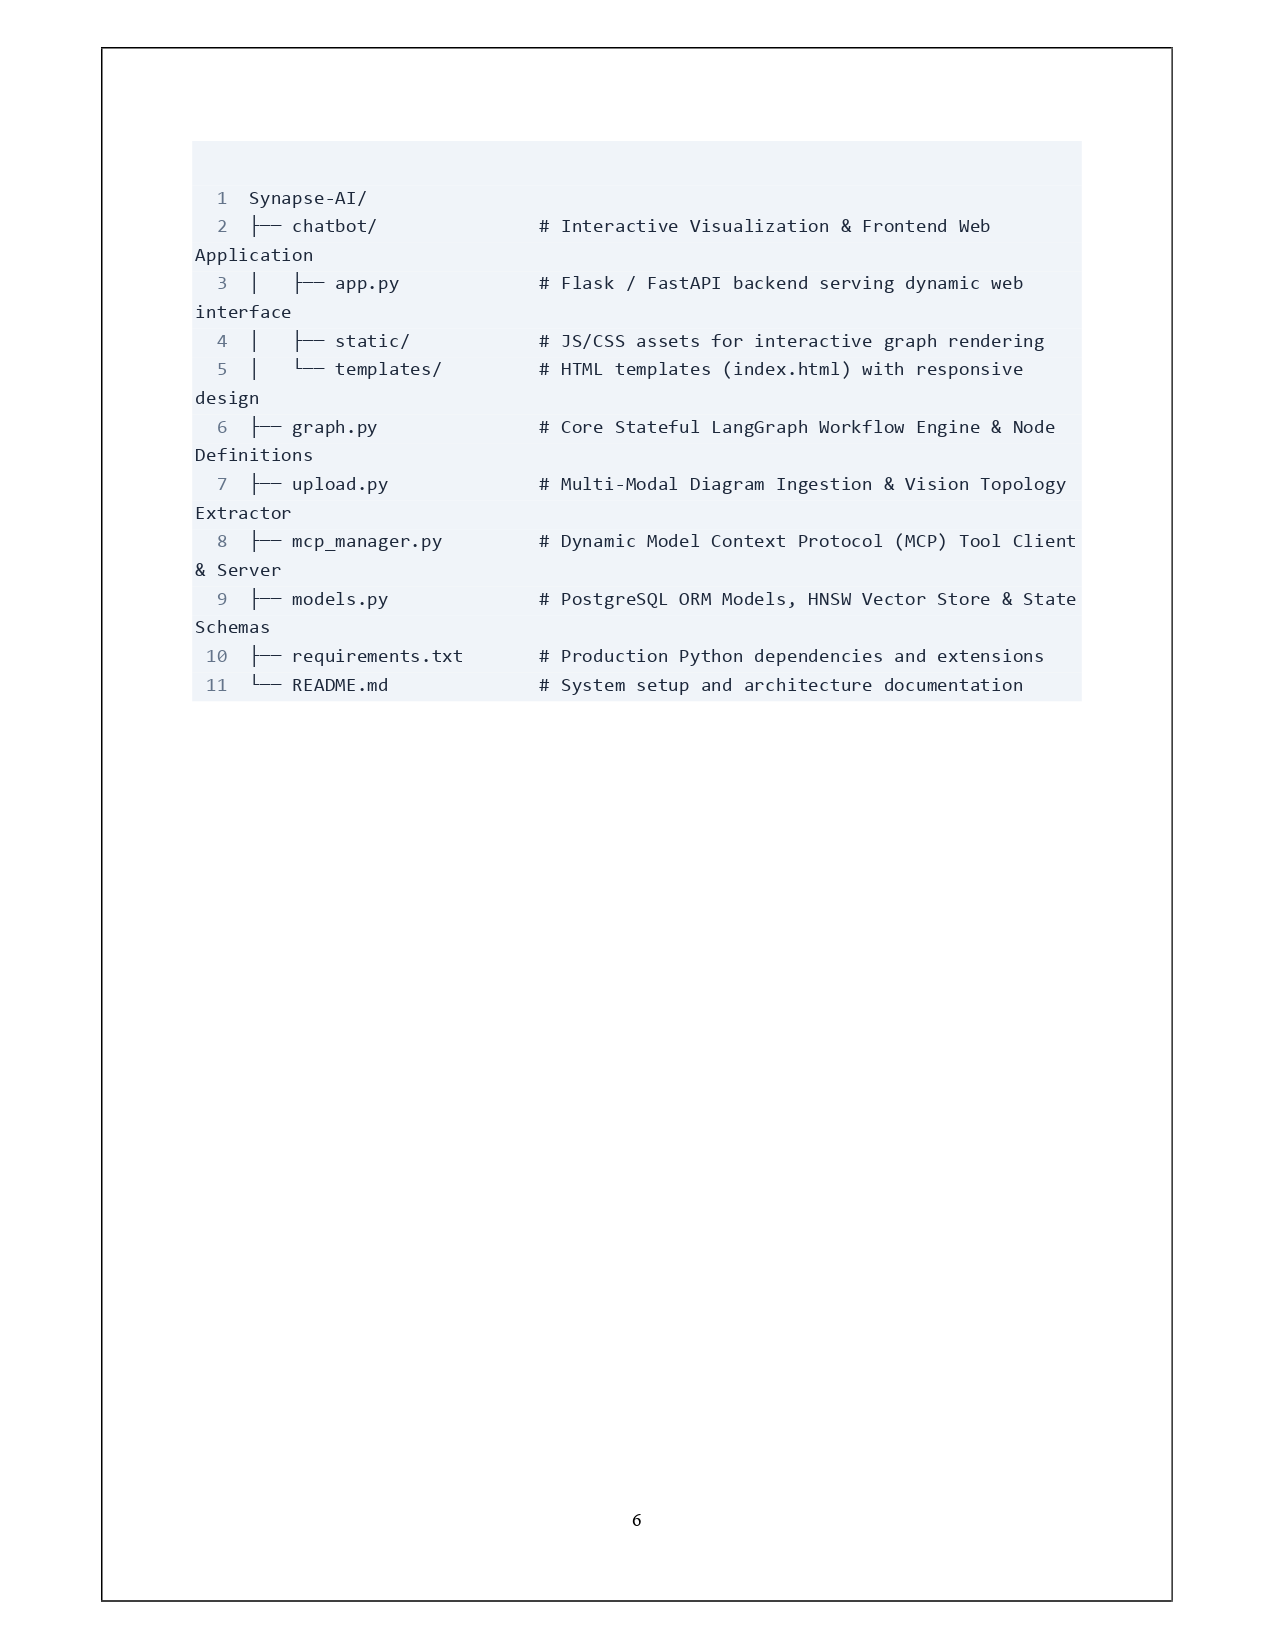 1  Synapse-AI/
2  ├── chatbot/               # Interactive Visualization & Frontend Web
Application
3  │   ├── app.py             # Flask / FastAPI backend serving dynamic web
interface
4  │   ├── static/            # JS/CSS assets for interactive graph rendering
5  │   └── templates/         # HTML templates (index.html) with responsive
design
6  ├── graph.py               # Core Stateful LangGraph Workflow Engine & Node
Definitions
7  ├── upload.py              # Multi-Modal Diagram Ingestion & Vision Topology
Extractor
8  ├── mcp_manager.py         # Dynamic Model Context Protocol (MCP) Tool Client
& Server
9  ├── models.py              # PostgreSQL ORM Models, HNSW Vector Store & State
Schemas
10  ├── requirements.txt       # Production Python dependencies and extensions
11  └── README.md              # System setup and architecture documentation
6